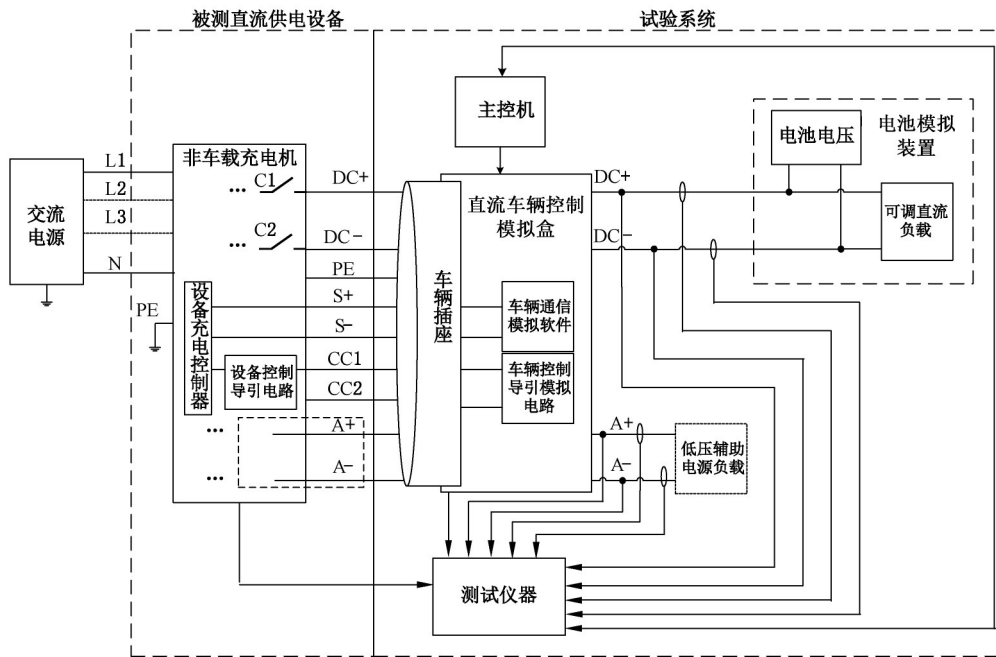 被测直流供电设备
试验系统
主控机
电池电压
电池模拟
装置
可调直流
负载
交流
电源
L1
L2
L3
N
PE
非车载充电机
... C1
... C2
设备充电控制器
设备控制
导引电路
...
...
DC+
DC-
PE
S+
S-
CC1
CC2
A+
A-
车辆插座
直流车辆控制
模拟盒
车辆通信
模拟软件
车辆控制
导引模拟
电路
DC+
DC-
A+
A-
低压辅助
电源负载
测试仪器